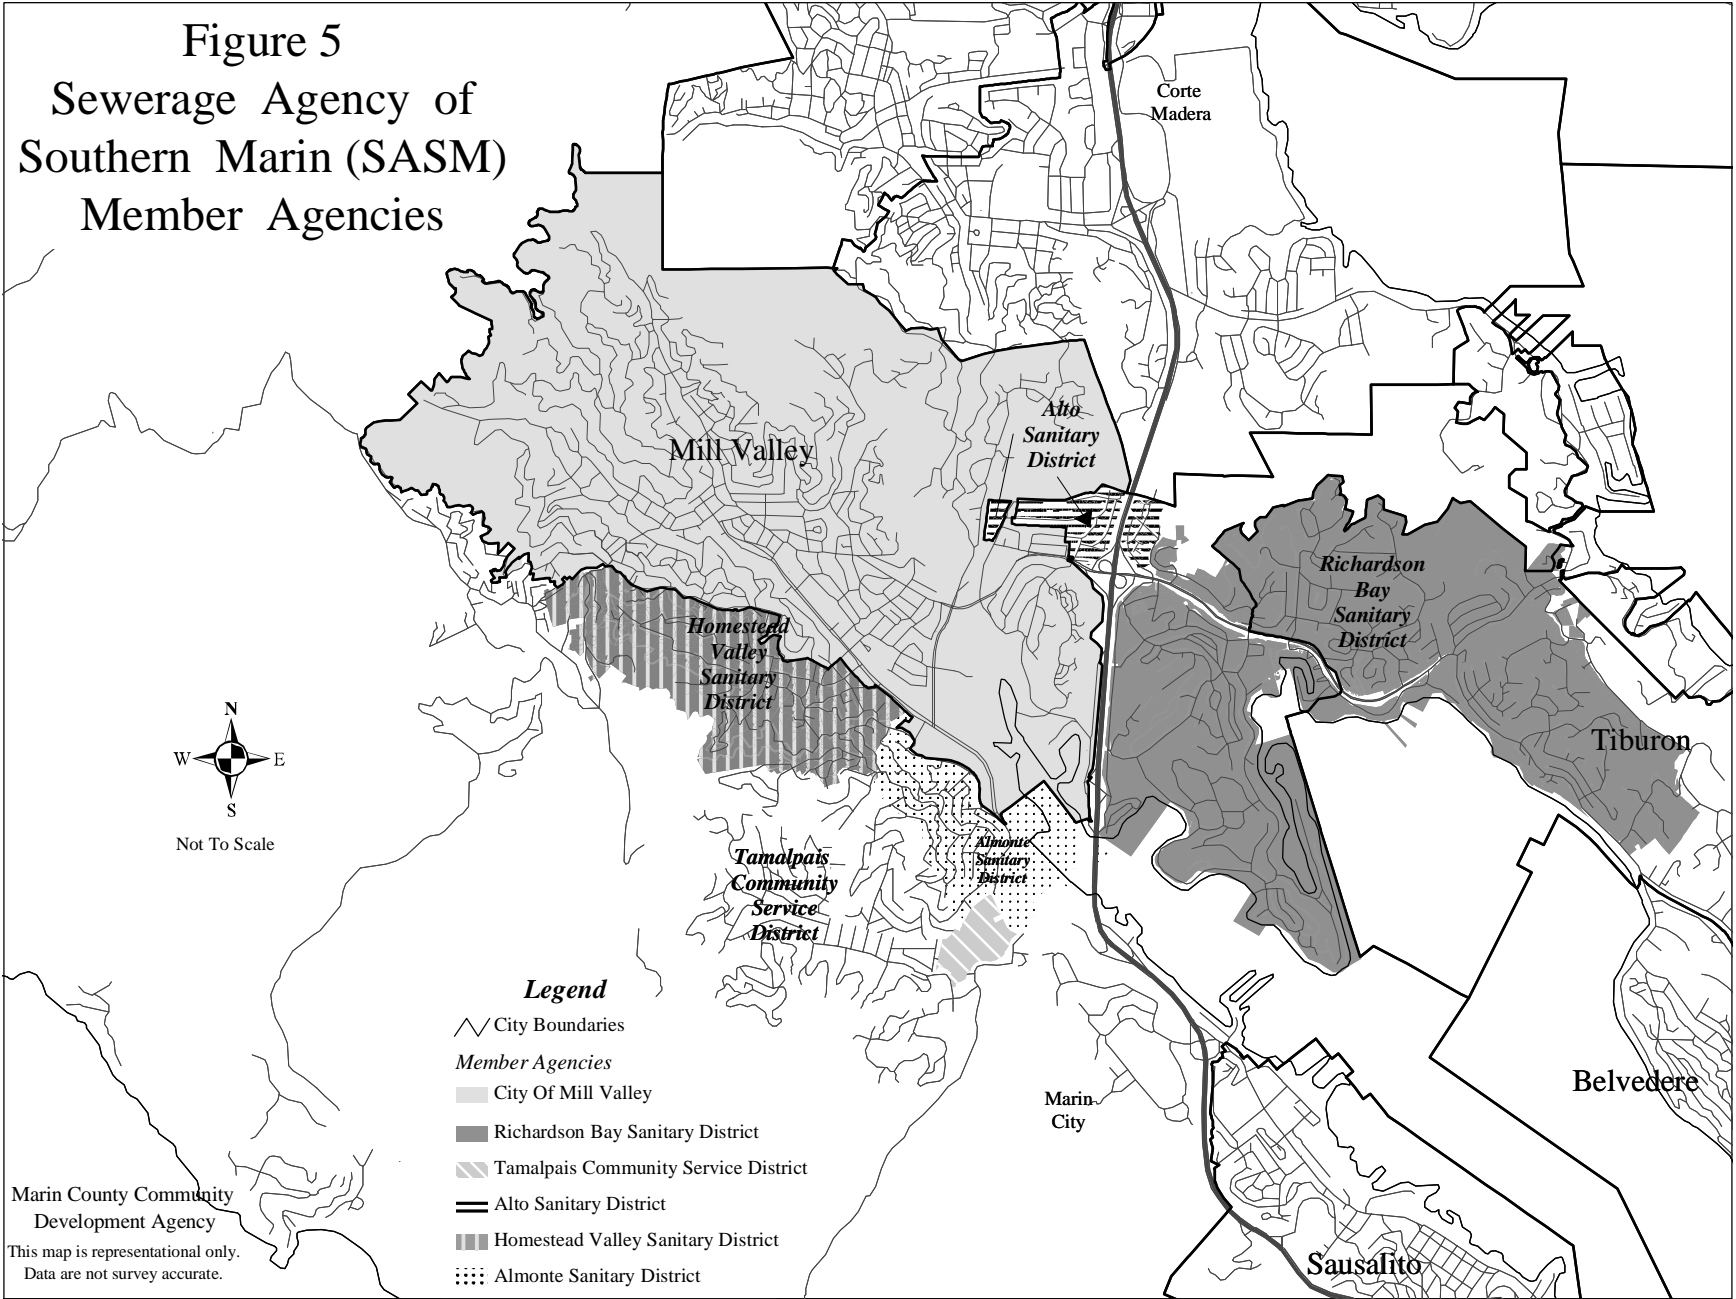 Figure 5
Sewerage Agency of
Southern Marin (SASM)
Member Agencies
Corte
Madera
Alto
Sanitary
District
Mill Valley
Richardson
Bay
Sanitary
District
Homestead
Valley
Sanitary
District
Tiburon
N
W E
S
Not To Scale
Almonte
Sanitary
District
Tamalpais
Community
Service
District
Legend
City Boundaries
Member Agencies
City Of Mill Valley
Richardson Bay Sanitary District
Tamalpais Community Service District
Alto Sanitary District
Homestead Valley Sanitary District
Almonte Sanitary District
Marin
City
Belvedere
Sausalito
Marin County Community
Development Agency
This map is representational only.
Data are not survey accurate.